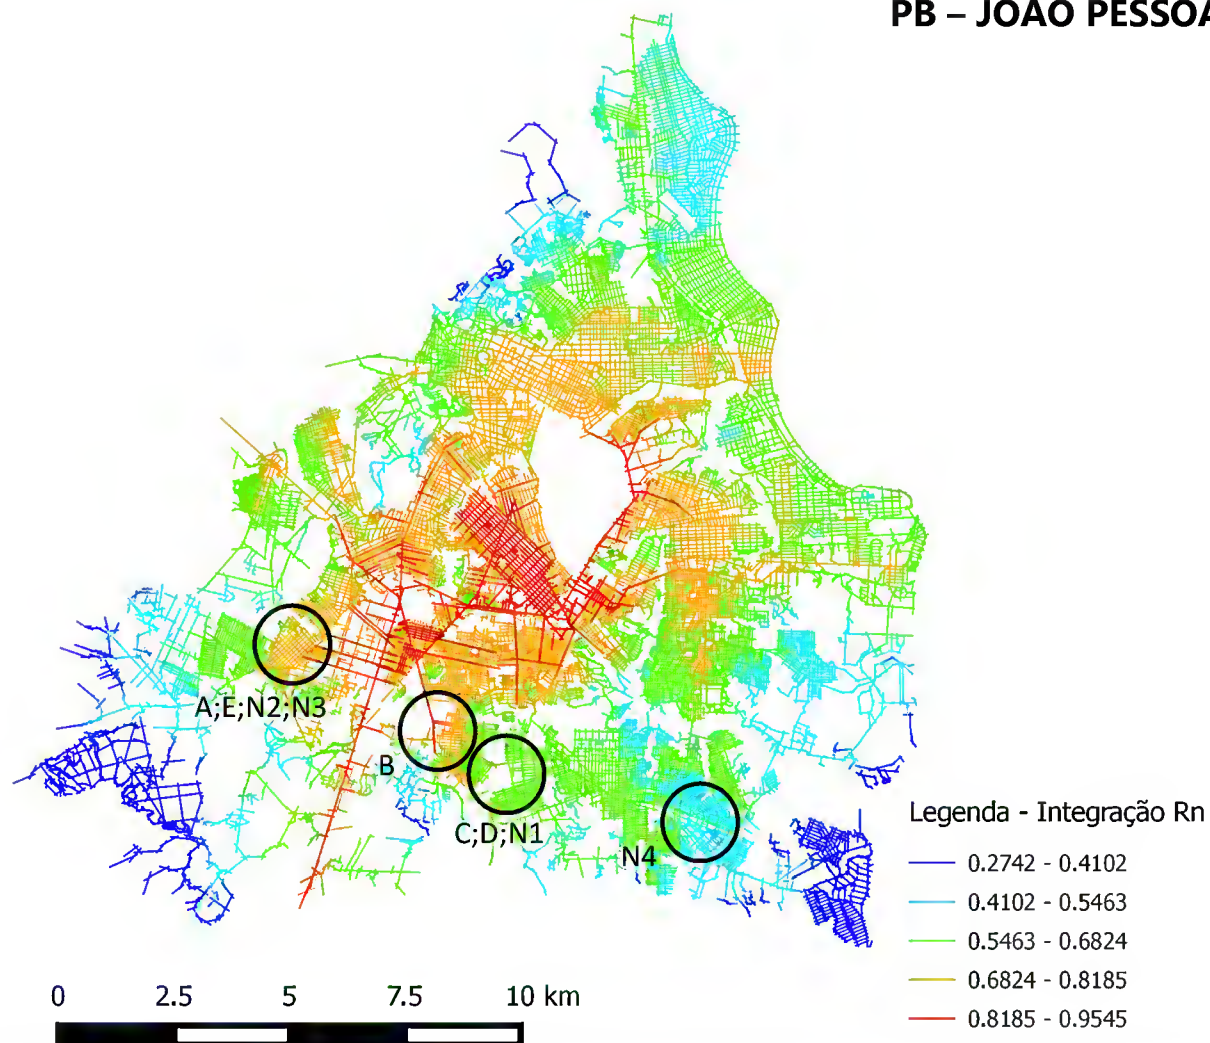 PB – JOÃO PESSOA
A;E;N2;N3
B
C;D;N1
N4
Legenda - Integração Rn
0.2742 - 0.4102
0.4102 - 0.5463
0.5463 - 0.6824
0.6824 - 0.8185
0.8185 - 0.9545
0 2.5 5 7.5 10 km